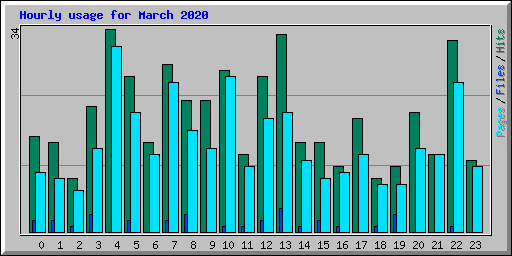 Hourly usage for March 2020
34
Pages/Files/Hits
0 1 2 3 4 5 6 7 8 9 10 11 12 13 14 15 16 17 18 19 20 21 22 23